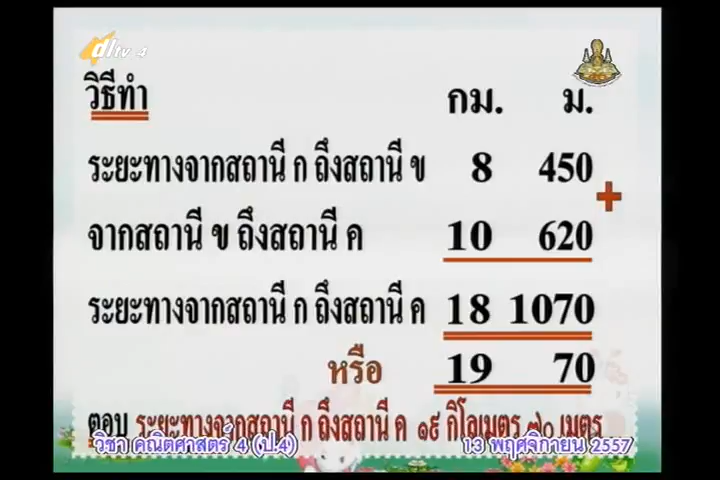 dltv 4
วิธีทำ กม. ม.
ระยะทางจากสถานี ก ถึงสถานี ข 8 450
+
จากสถานี ข ถึงสถานี ค 10 620
ระยะทางจากสถานี ก ถึงสถานี ค 18 1070
หรือ 19 70
ตอบ ระยะทางจากสถานี ก ถึงสถานี ค ๑๙ กิโลเมตร ๗๐ เมตร
วิชา คณิตศาสตร์ 4 (ป.4) 13 พฤศจิกายน 2557